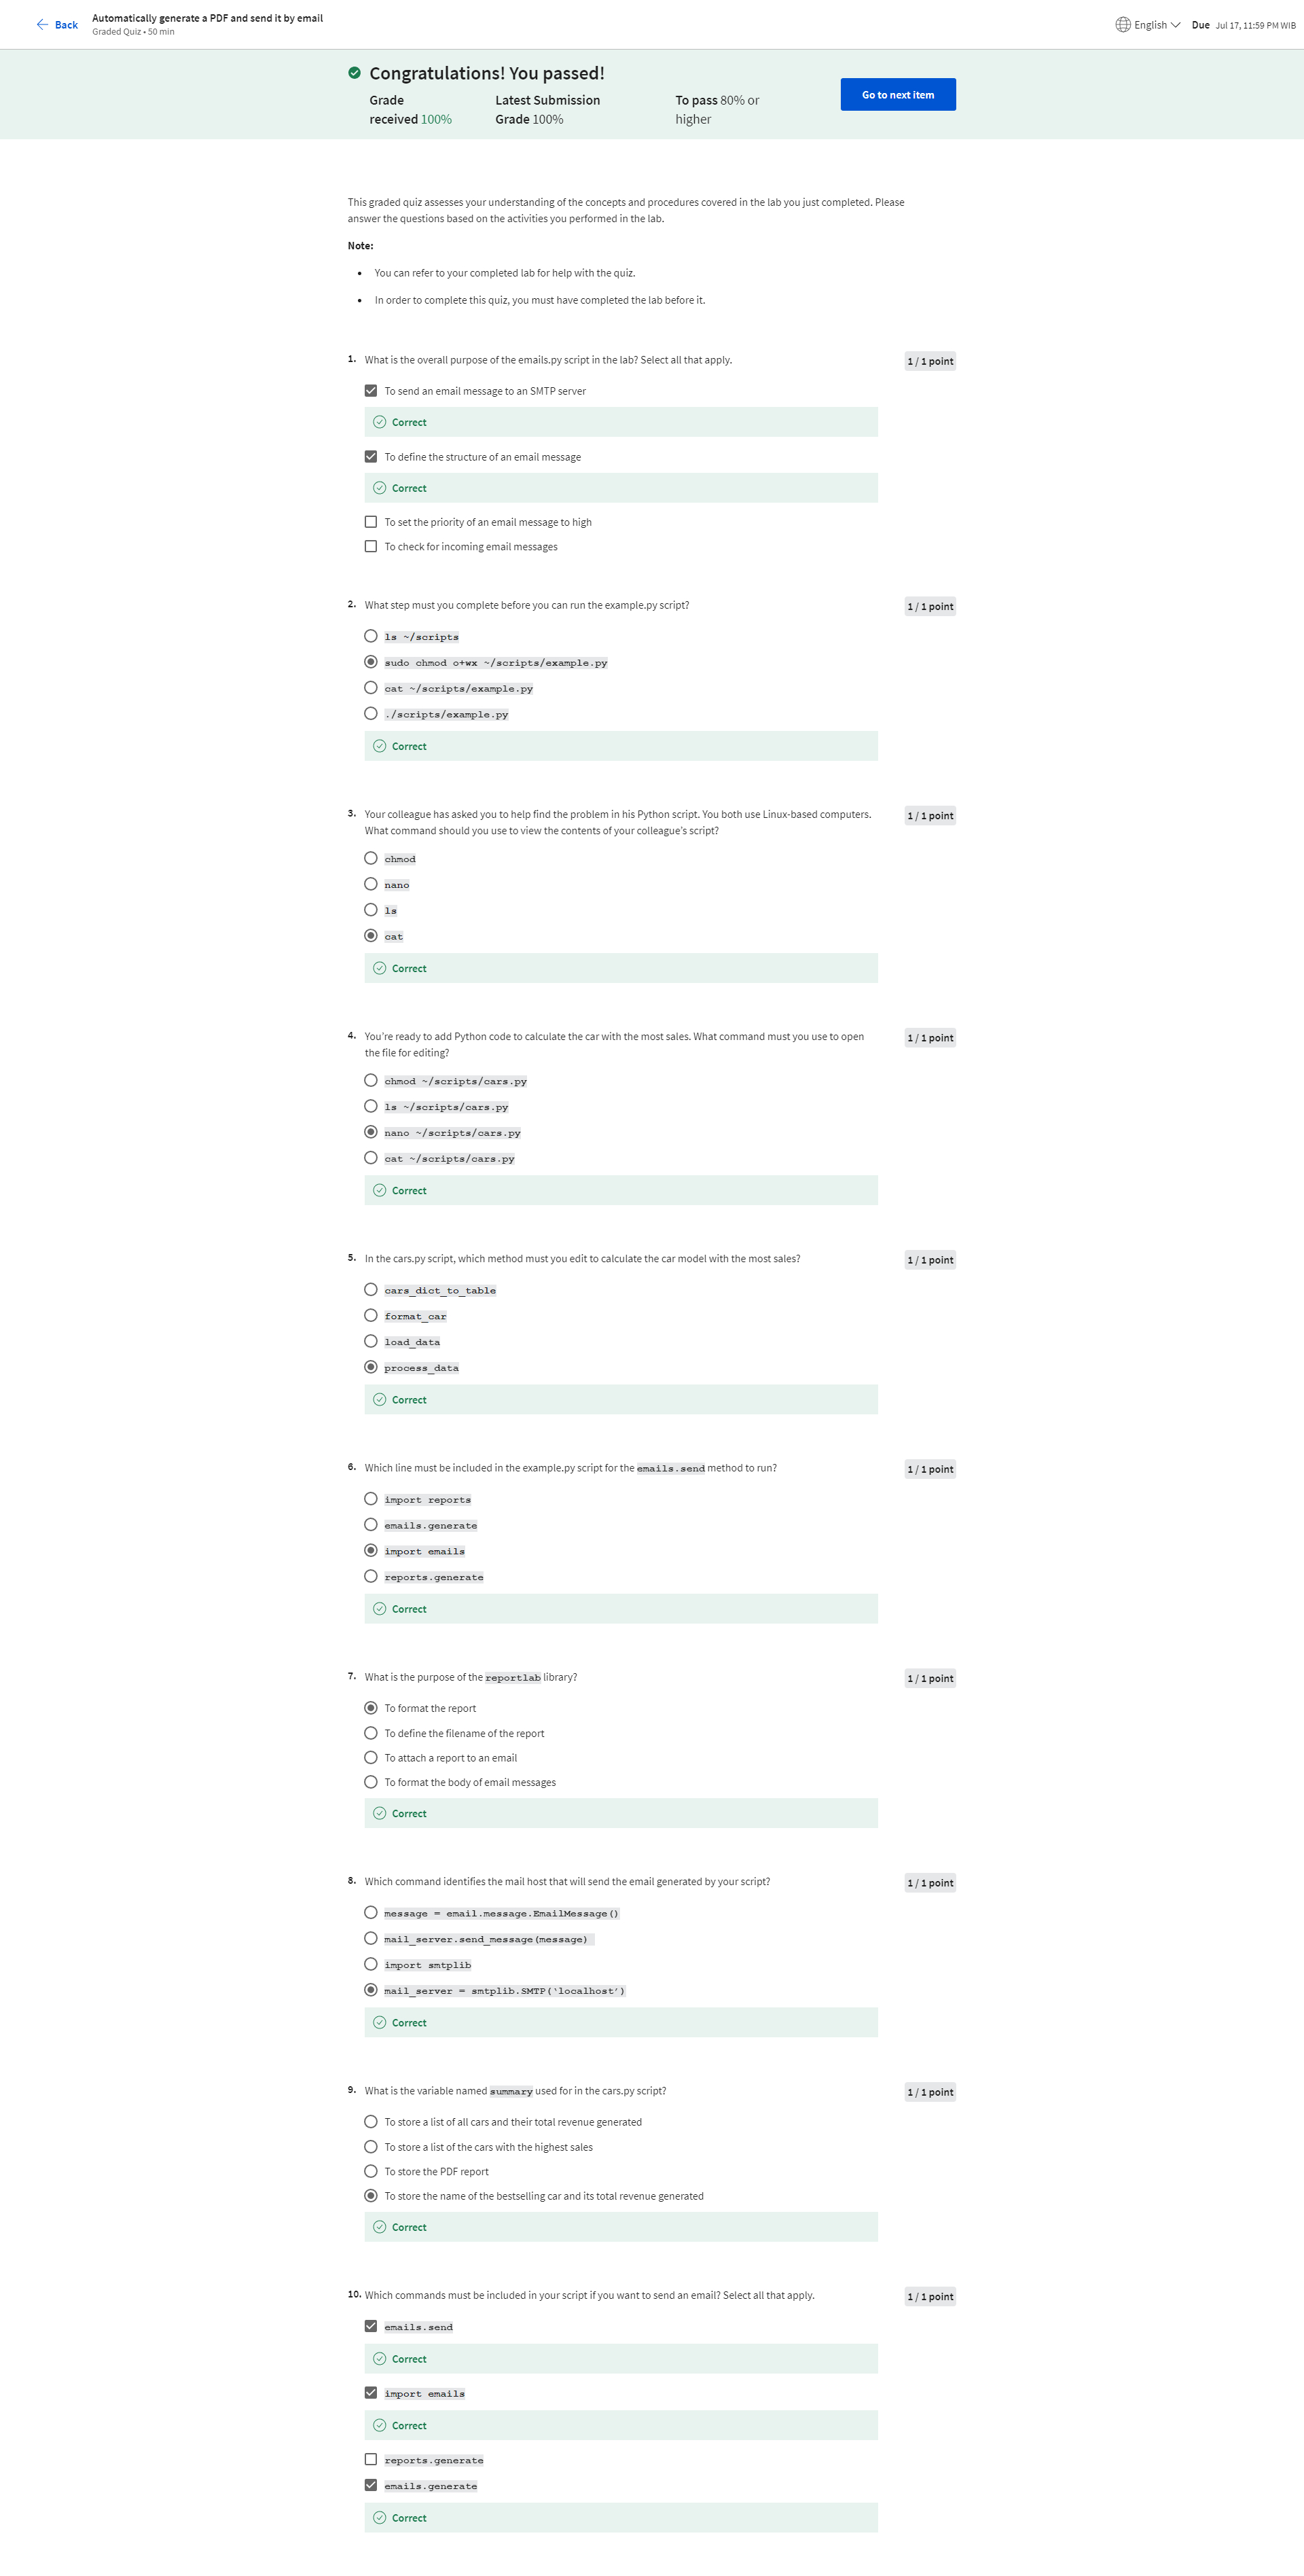 Back
Automatically generate a PDF and send it by email
Graded Quiz • 50 min
English
Due Jul 17, 11:59 PM WIB
Congratulations! You passed!
Grade
received 100%
Latest Submission
Grade 100%
To pass 80% or
higher
Go to next item
This graded quiz assesses your understanding of the concepts and procedures covered in the lab you just completed. Please
answer the questions based on the activities you performed in the lab.
Note:
• You can refer to your completed lab for help with the quiz.
• In order to complete this quiz, you must have completed the lab before it.
1. What is the overall purpose of the emails.py script in the lab? Select all that apply.
1 / 1 point
To send an email message to an SMTP server
Correct
To define the structure of an email message
Correct
To set the priority of an email message to high
To check for incoming email messages
2. What step must you complete before you can run the example.py script?
1 / 1 point
ls ~/scripts
sudo chmod o+wx ~/scripts/example.py
cat ~/scripts/example.py
./scripts/example.py
Correct
3. Your colleague has asked you to help find the problem in his Python script. You both use Linux-based computers.
What command should you use to view the contents of your colleague's script?
1 / 1 point
chmod
nano
ls
cat
Correct
4. You're ready to add Python code to calculate the car with the most sales. What command must you use to open
the file for editing?
1 / 1 point
chmod ~/scripts/cars.py
ls ~/scripts/cars.py
nano ~/scripts/cars.py
cat ~/scripts/cars.py
Correct
5. In the cars.py script, which method must you edit to calculate the car model with the most sales?
1 / 1 point
cars_dict_to_table
format_car
load_data
process_data
Correct
6. Which line must be included in the example.py script for the emails.send method to run?
1 / 1 point
import reports
emails.generate
import emails
reports.generate
Correct
7. What is the purpose of the reportlab library?
1 / 1 point
To format the report
To define the filename of the report
To attach a report to an email
To format the body of email messages
Correct
8. Which command identifies the mail host that will send the email generated by your script?
1 / 1 point
message = email.message.EmailMessage()
mail_server.send_message(message)
import smtplib
mail_server = smtplib.SMTP('localhost')
Correct
9. What is the variable named summary used for in the cars.py script?
1 / 1 point
To store a list of all cars and their total revenue generated
To store a list of the cars with the highest sales
To store the PDF report
To store the name of the bestselling car and its total revenue generated
Correct
10. Which commands must be included in your script if you want to send an email? Select all that apply.
1 / 1 point
emails.send
Correct
import emails
Correct
reports.generate
emails.generate
Correct